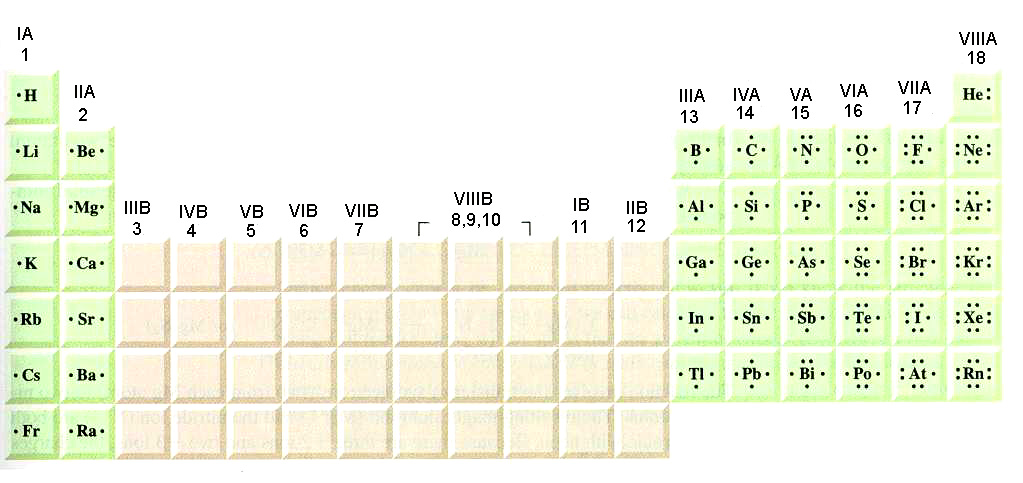 IA
1
VIIIA
18
IIA
2
IIIA
13
IVA
14
VA
15
VIA
16
VIIA
17
H
He
Li
Be
B
C
N
O
F
Ne
Na
Mg
IIIB
3
IVB
4
VB
5
VIB
6
VIIB
7
VIIIB
8,9,10
IB
11
IIB
12
Al
Si
P
S
Cl
Ar
K
Ca
Ga
Ge
As
Se
Br
Kr
Rb
Sr
In
Sn
Sb
Te
I
Xe
Cs
Ba
Tl
Pb
Bi
Po
At
Rn
Fr
Ra